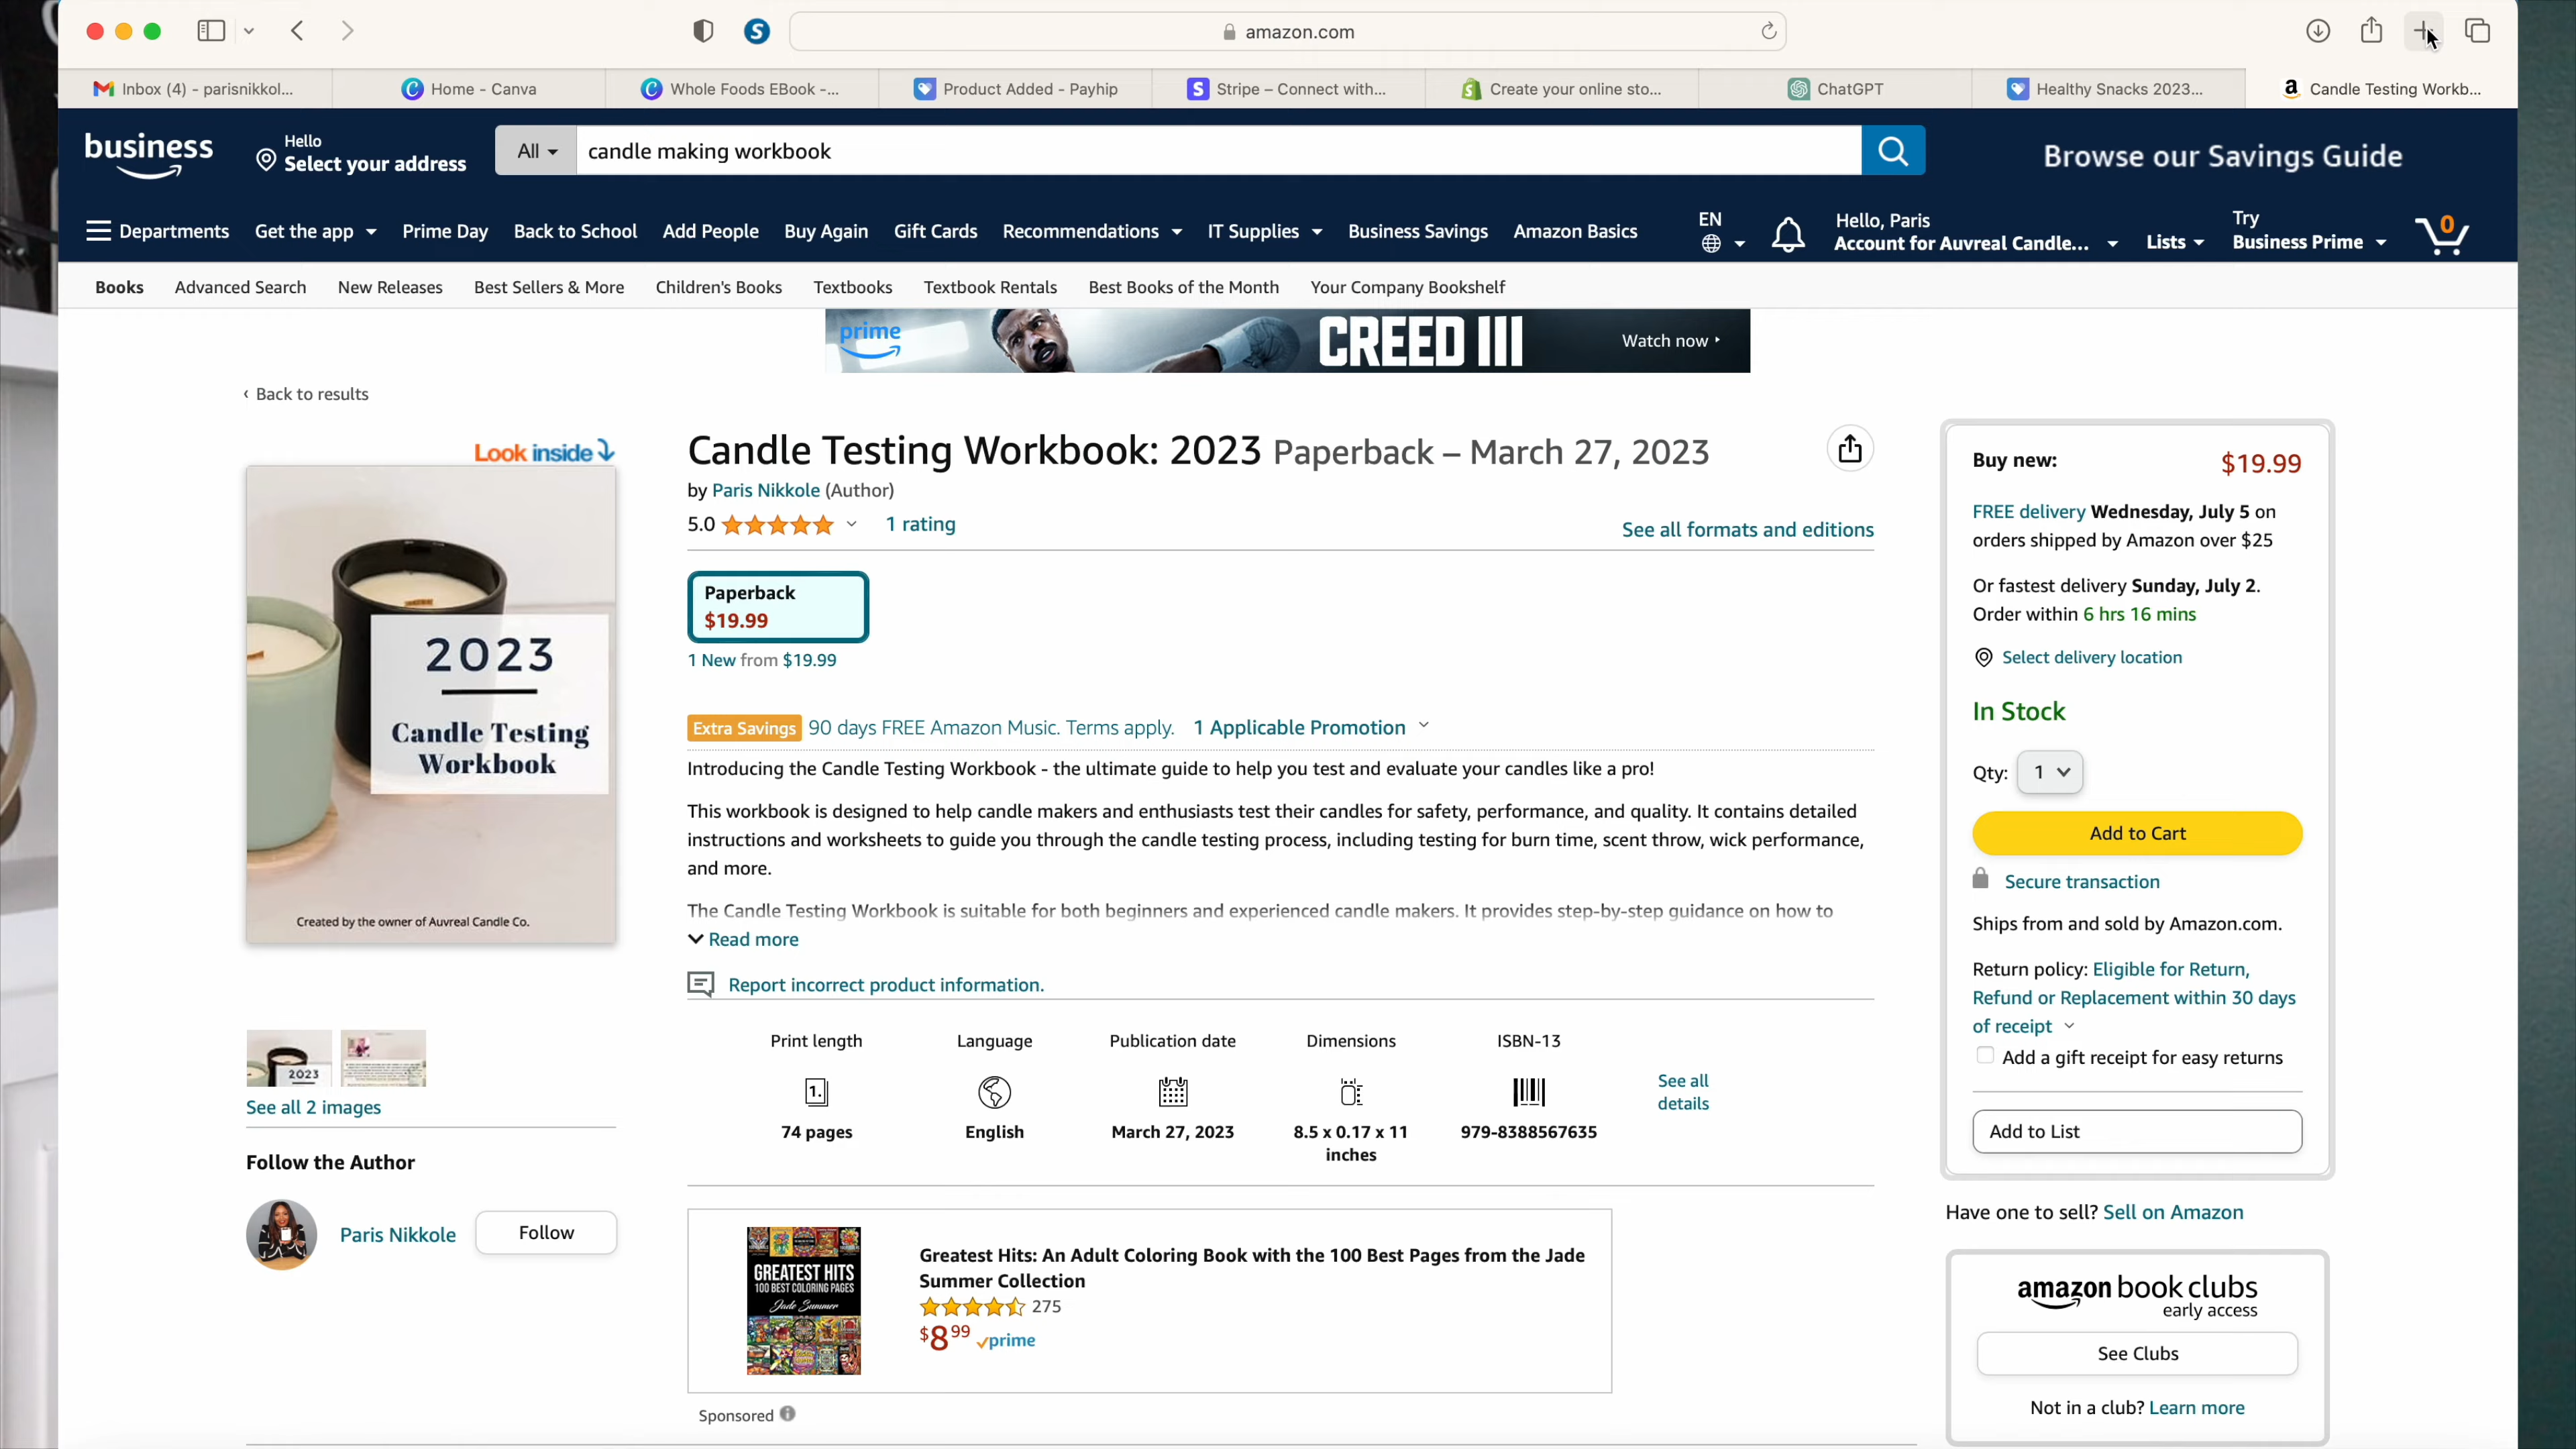 amazon.com
Inbox (4) - parisnikkol...
Home - Canva
Whole Foods EBook -...
Product Added - Payhip
Stripe – Connect with...
Create your online sto...
ChatGPT
Healthy Snacks 2023...
Candle Testing Workb...
business
Hello
Select your address
All
candle making workbook
Browse our Savings Guide
Departments
Get the app
Prime Day
Back to School
Add People
Buy Again
Gift Cards
Recommendations
IT Supplies
Business Savings
Amazon Basics
EN
Hello, Paris
Account for Auvreal Candle...
Lists
Try
Business Prime
0
Books
Advanced Search
New Releases
Best Sellers & More
Children's Books
Textbooks
Textbook Rentals
Best Books of the Month
Your Company Bookshelf
prime
CREED III
Watch now
‹ Back to results
Look inside
2023
Candle Testing
Workbook
Created by the owner of Auvreal Candle Co.
2023
See all 2 images
Follow the Author
Paris Nikkole
Follow
Candle Testing Workbook: 2023 Paperback – March 27, 2023
by Paris Nikkole (Author)
5.0
1 rating
See all formats and editions
Paperback
$19.99
1 New from $19.99
Extra Savings 90 days FREE Amazon Music. Terms apply. 1 Applicable Promotion
Introducing the Candle Testing Workbook - the ultimate guide to help you test and evaluate your candles like a pro!
This workbook is designed to help candle makers and enthusiasts test their candles for safety, performance, and quality. It contains detailed
instructions and worksheets to guide you through the candle testing process, including testing for burn time, scent throw, wick performance,
and more.
The Candle Testing Workbook is suitable for both beginners and experienced candle makers. It provides step-by-step guidance on how to
Read more
Report incorrect product information.
Print length
74 pages
Language
English
Publication date
March 27, 2023
Dimensions
8.5 x 0.17 x 11
inches
ISBN-13
979-8388567635
See all
details
GREATEST HITS
100 BEST COLORING PAGES
Jade Summer
Greatest Hits: An Adult Coloring Book with the 100 Best Pages from the Jade
Summer Collection
275
$8 99 prime
Sponsored
Buy new:
$19.99
FREE delivery Wednesday, July 5 on
orders shipped by Amazon over $25
Or fastest delivery Sunday, July 2.
Order within 6 hrs 16 mins
Select delivery location
In Stock
Qty: 1
Add to Cart
Secure transaction
Ships from and sold by Amazon.com.
Return policy: Eligible for Return,
Refund or Replacement within 30 days
of receipt
Add a gift receipt for easy returns
Add to List
Have one to sell? Sell on Amazon
amazon book clubs
early access
See Clubs
Not in a club? Learn more